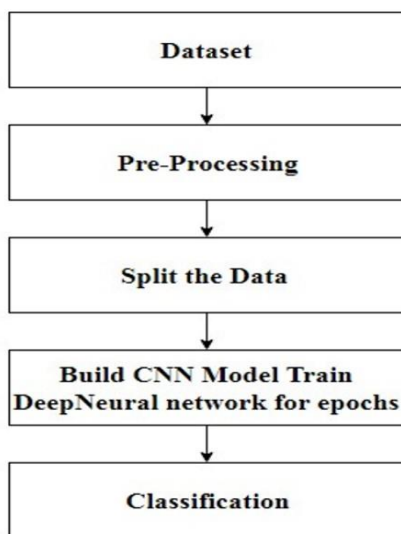 Dataset
Pre-Processing
Split the Data
Build CNN Model Train
DeepNeural network for epochs
Classification